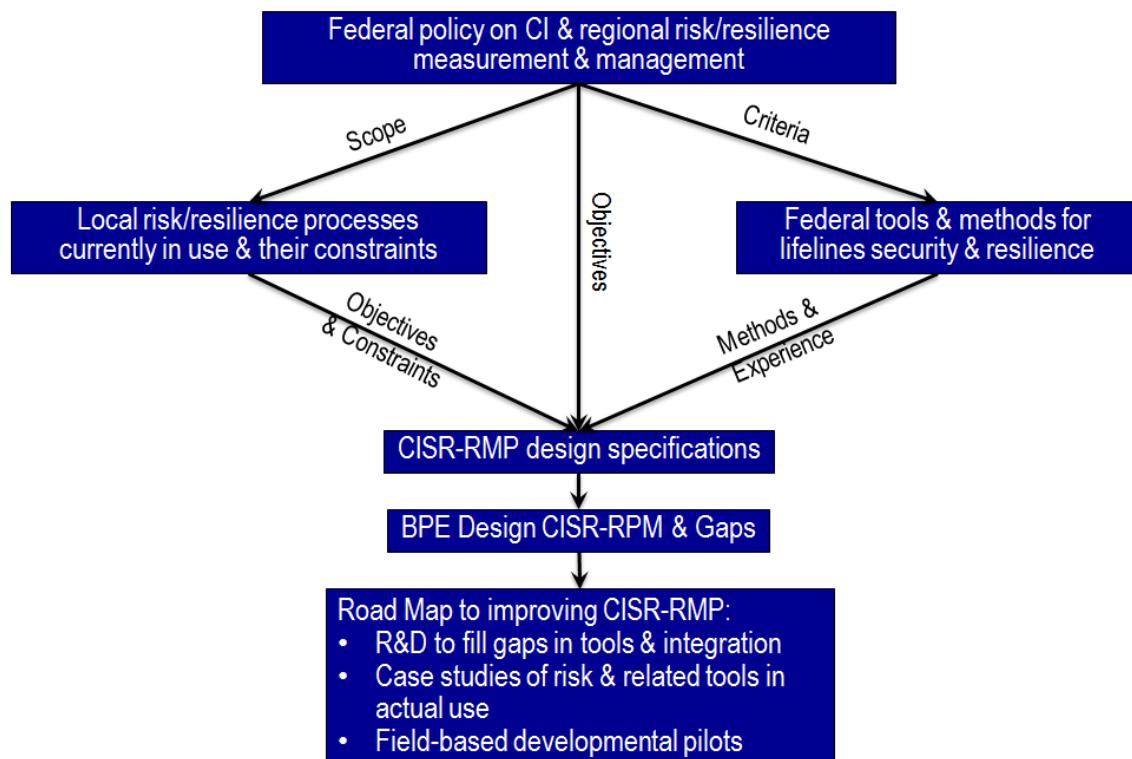 Federal policy on CI & regional risk/resilience
measurement & management
Scope
Criteria
Objectives
Local risk/resilience processes
currently in use & their constraints
Federal tools & methods for
lifelines security & resilience
Objectives
& Constraints
Methods &
Experience
CISR-RMP design specifications
BPE Design CISR-RPM & Gaps
Road Map to improving CISR-RMP:
• R&D to fill gaps in tools & integration
• Case studies of risk & related tools in
actual use
• Field-based developmental pilots